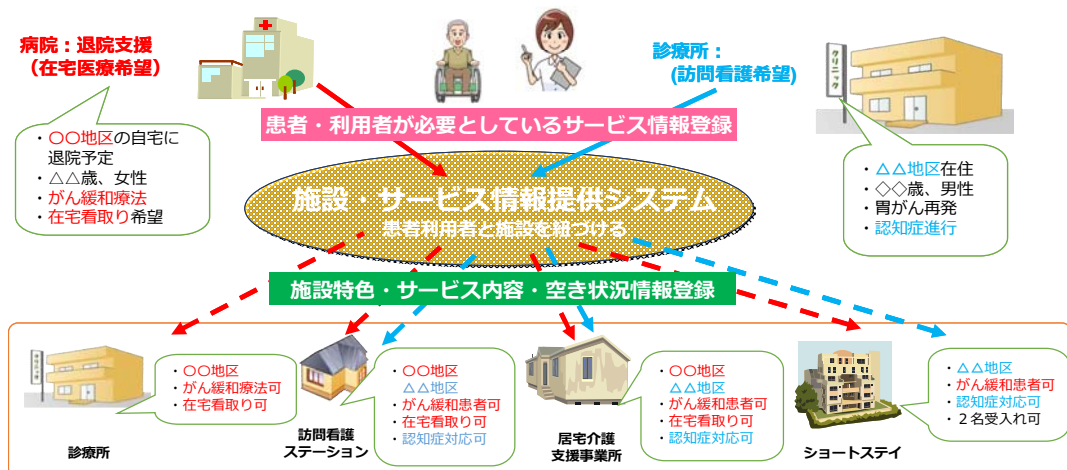 病院：退院支援
（在宅医療希望）
・〇〇地区の自宅に
退院予定
・△△歳、女性
・がん緩和療法
・在宅看取り希望
診療所：
(訪問看護希望)
クリニック
・△△地区在住
・◇◇歳、男性
・胃がん再発
・認知症進行
患者・利用者が必要としているサービス情報登録
施設・サービス情報提供システム
患者利用者と施設を紐づける
施設特色・サービス内容・空き状況情報登録
クリニック
診療所
・〇〇地区
・がん緩和療法可
・在宅看取り可
訪問看護
ステーション
・〇〇地区
△△地区
・がん緩和患者可
・在宅看取り可
・認知症対応可
居宅介護
支援事業所
・〇〇地区
△△地区
・がん緩和患者可
・在宅看取り可
・認知症対応可
ショートステイ
・△△地区
・がん緩和患者可
・認知症対応可
・２名受入れ可